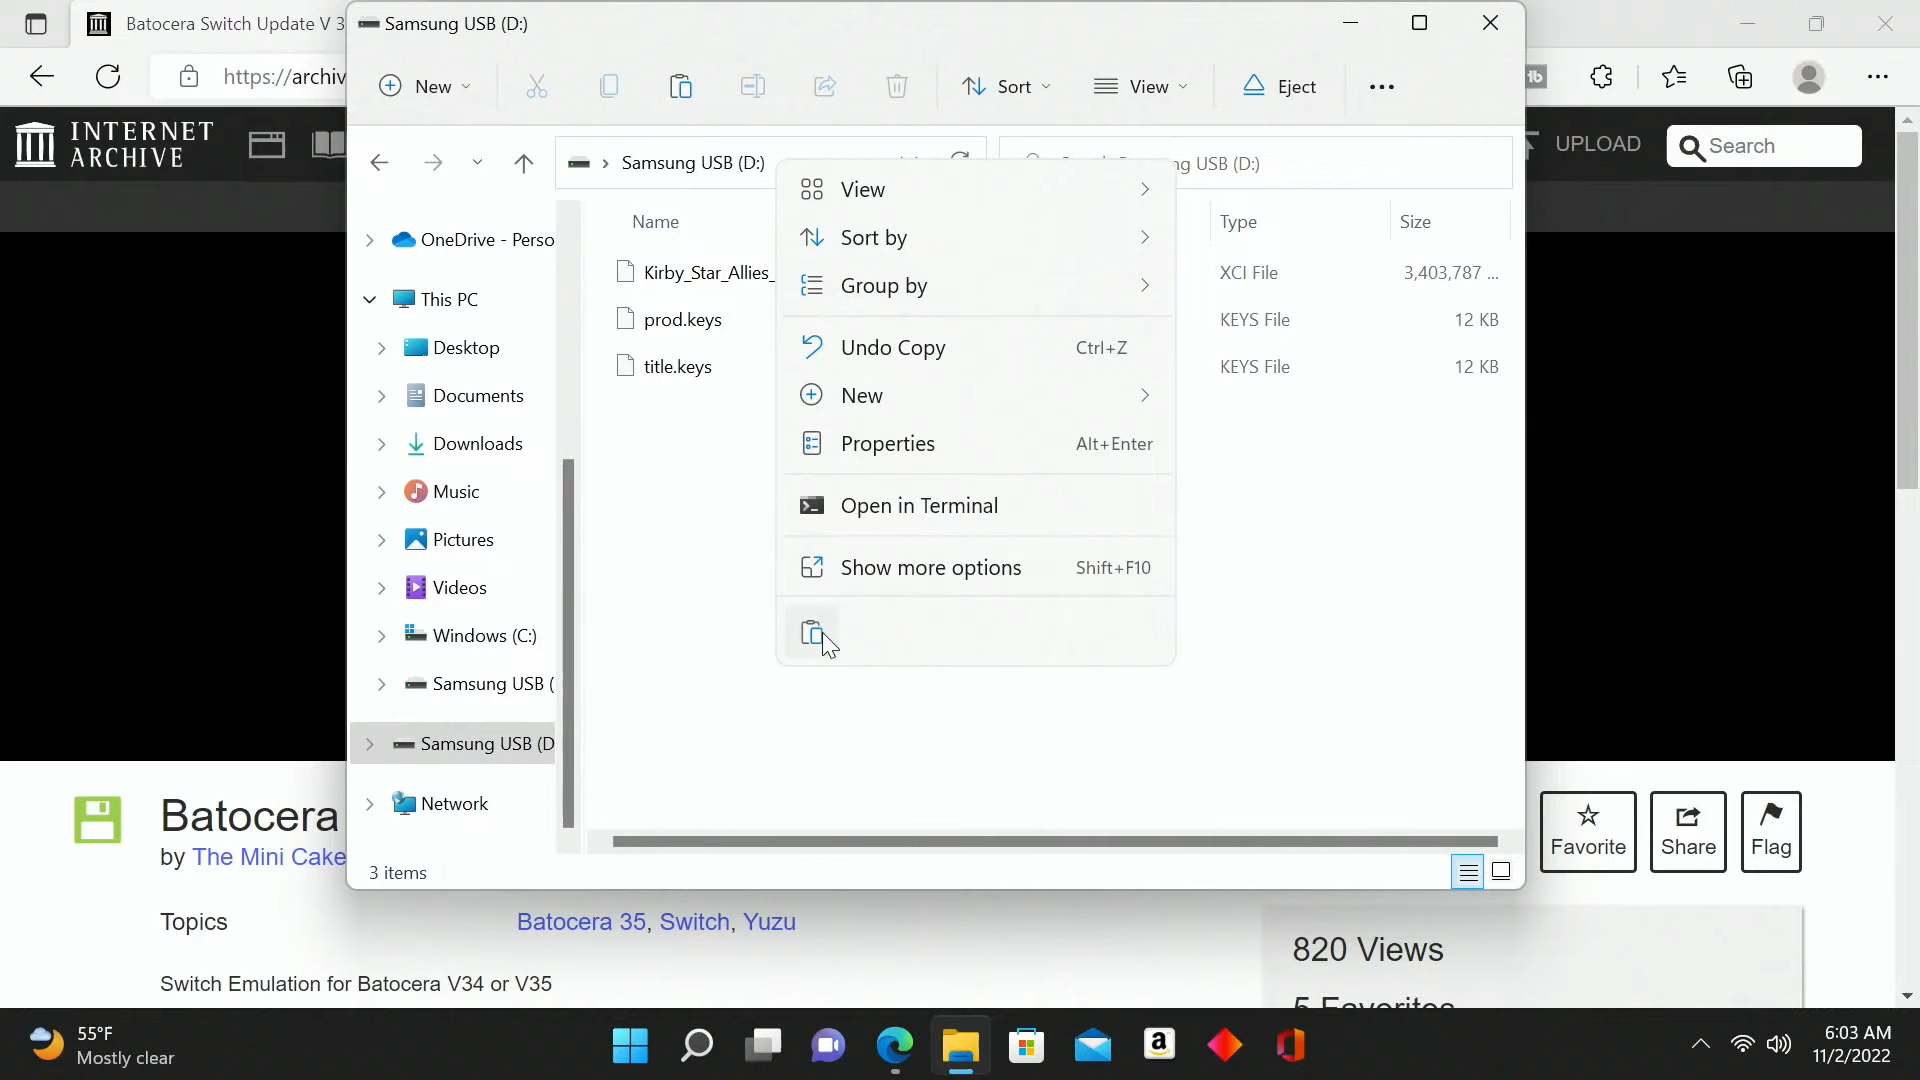 Batocera Switch Update V 3
https://archiv
INTERNET
ARCHIVE
UPLOAD
Search
Samsung USB (D:)
New
Sort
View
Eject
Samsung USB (D:)
ng USB (D:)
OneDrive - Perso
This PC
Desktop
Documents
Downloads
Music
Pictures
Videos
Windows (C:)
Samsung USB (
Samsung USB (D
Network
Name
Type
Size
Kirby_Star_Allies_
XCI File
3,403,787 ...
prod.keys
KEYS File
12 KB
title.keys
KEYS File
12 KB
View
Sort by
Group by
Undo Copy
Ctrl+Z
New
Properties
Alt+Enter
Open in Terminal
Show more options
Shift+F10
3 items
Batocera
by The Mini Cake
Favorite
Share
Flag
Topics
Batocera 35, Switch, Yuzu
820 Views
5 Favorites
Switch Emulation for Batocera V34 or V35
55°F
Mostly clear
6:03 AM
11/2/2022